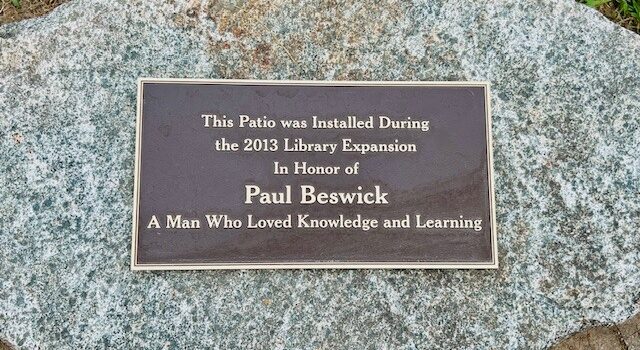 This Patio was Installed During
the 2013 Library Expansion
In Honor of
Paul Beswick
A Man Who Loved Knowledge and Learning